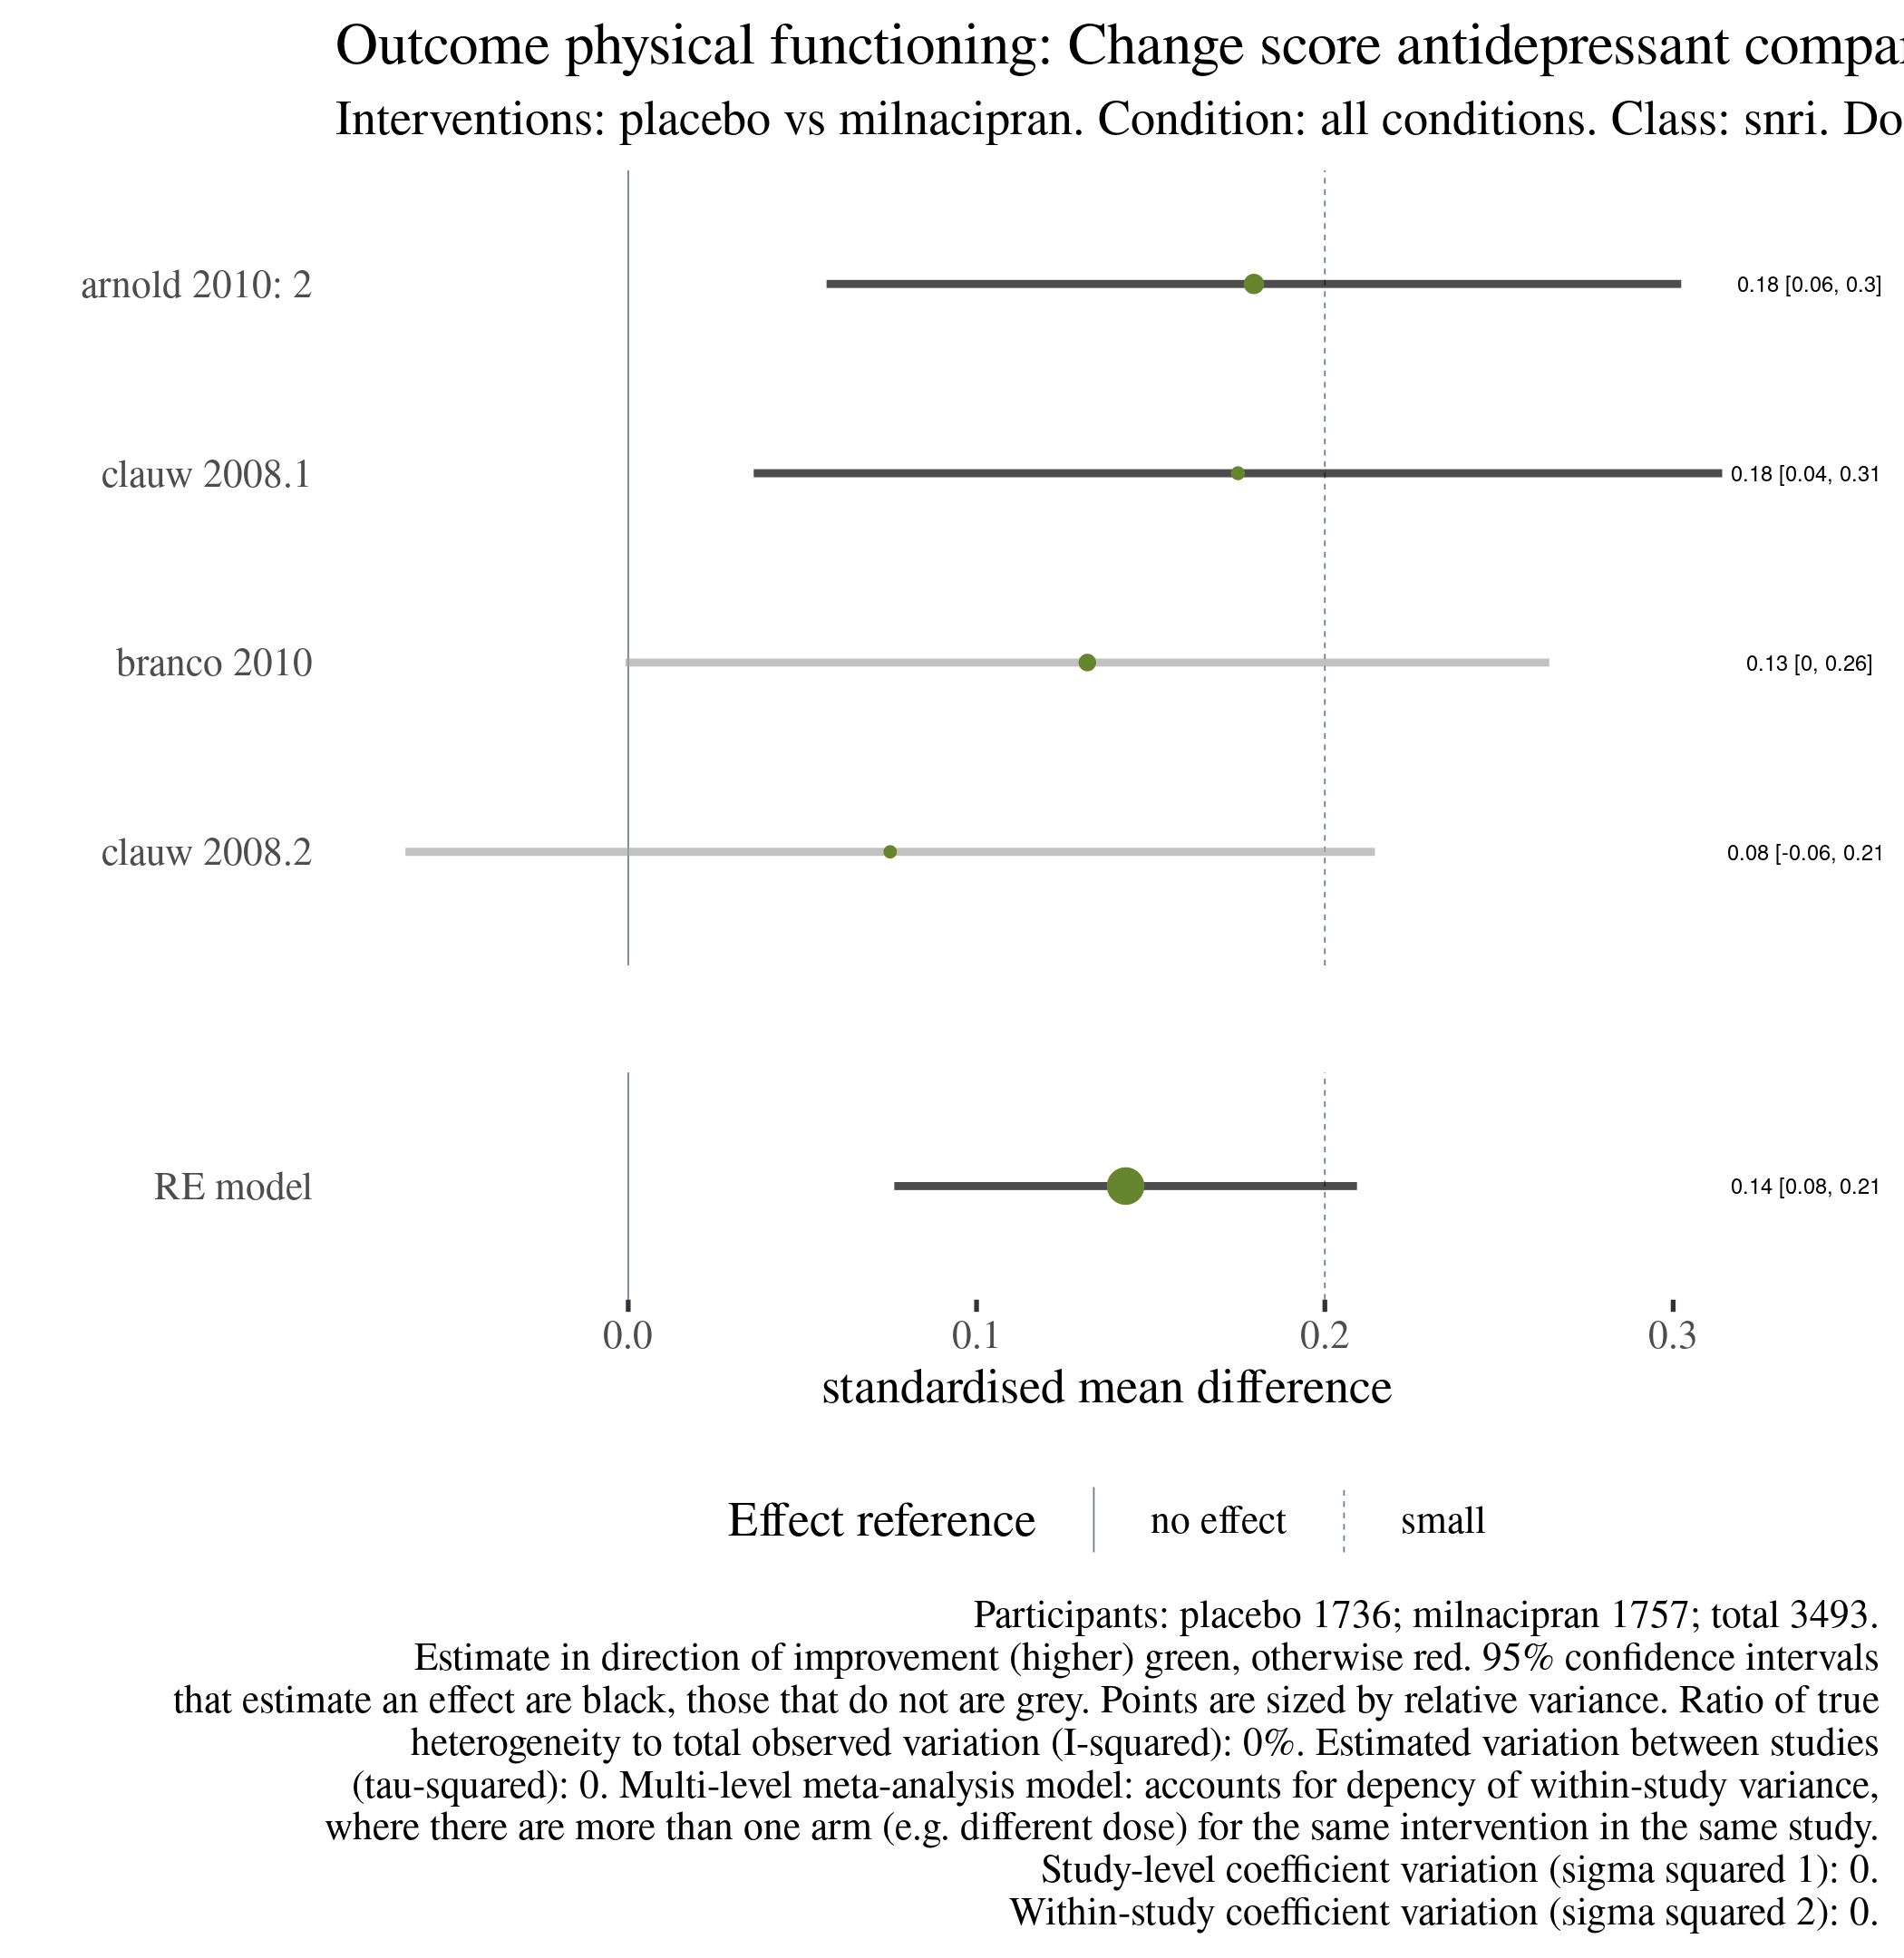 Outcome physical functioning: Change score antidepressant compa
Interventions: placebo vs milnacipran. Condition: all conditions. Class: snri. Do
arnold 2010: 2
0.18 [0.06, 0.3]
clauw 2008.1
0.18 [0.04, 0.31
branco 2010
0.13 [0, 0.26]
clauw 2008.2
0.08 [-0.06, 0.21
RE model
0.14 [0.08, 0.21
0.0 0.1 0.2 0.3
standardised mean difference
Effect reference no effect small
Participants: placebo 1736; milnacipran 1757; total 3493.
Estimate in direction of improvement (higher) green, otherwise red. 95% confidence intervals
that estimate an effect are black, those that do not are grey. Points are sized by relative variance. Ratio of true
heterogeneity to total observed variation (I-squared): 0%. Estimated variation between studies
(tau-squared): 0. Multi-level meta-analysis model: accounts for depency of within-study variance,
where there are more than one arm (e.g. different dose) for the same intervention in the same study.
Study-level coefficient variation (sigma squared 1): 0.
Within-study coefficient variation (sigma squared 2): 0.